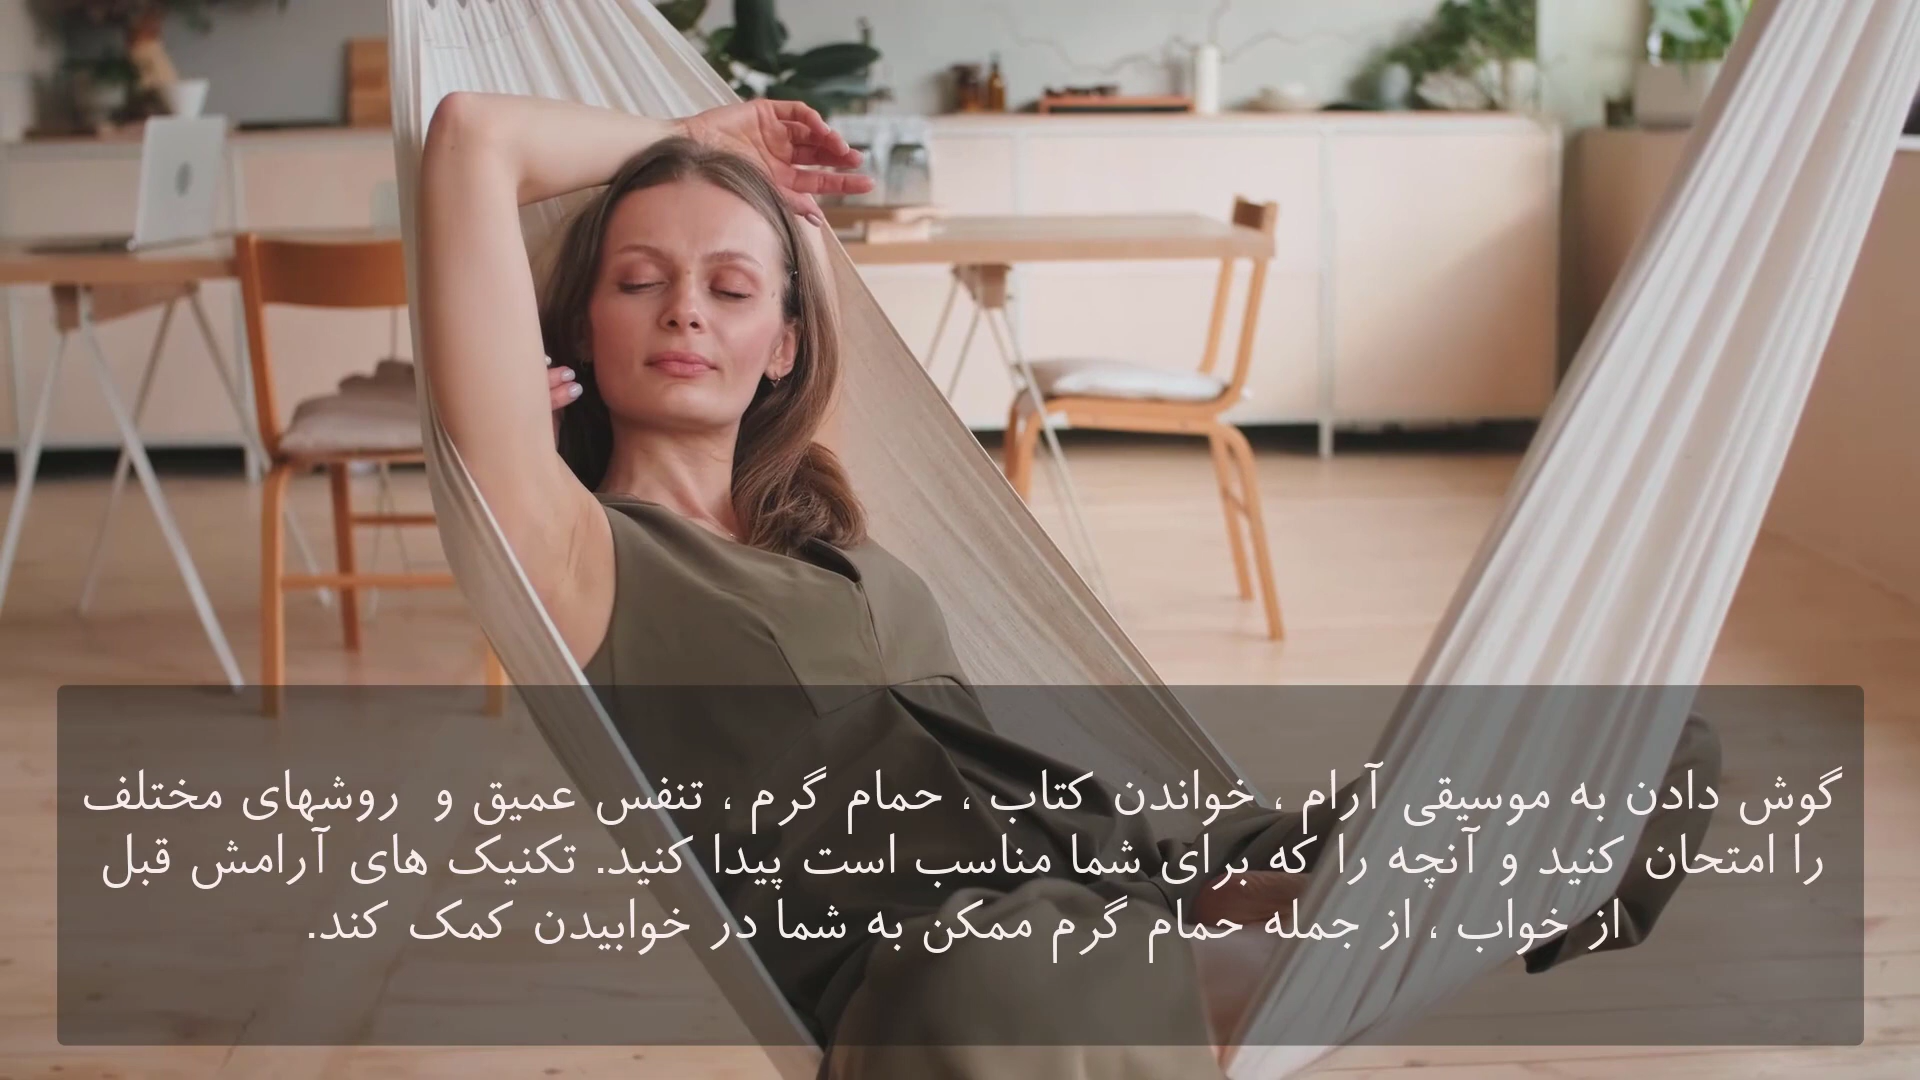 گوش دادن به موسیقی آرام ، خواندن کتاب ، حمام گرم ، تنفس عمیق و روشهای مختلف
را امتحان کنید و آنچه را که برای شما مناسب است پیدا کنید. تکنیک های آرامش قبل
از خواب ، از جمله حمام گرم ممکن به شما در خوابیدن کمک کند.